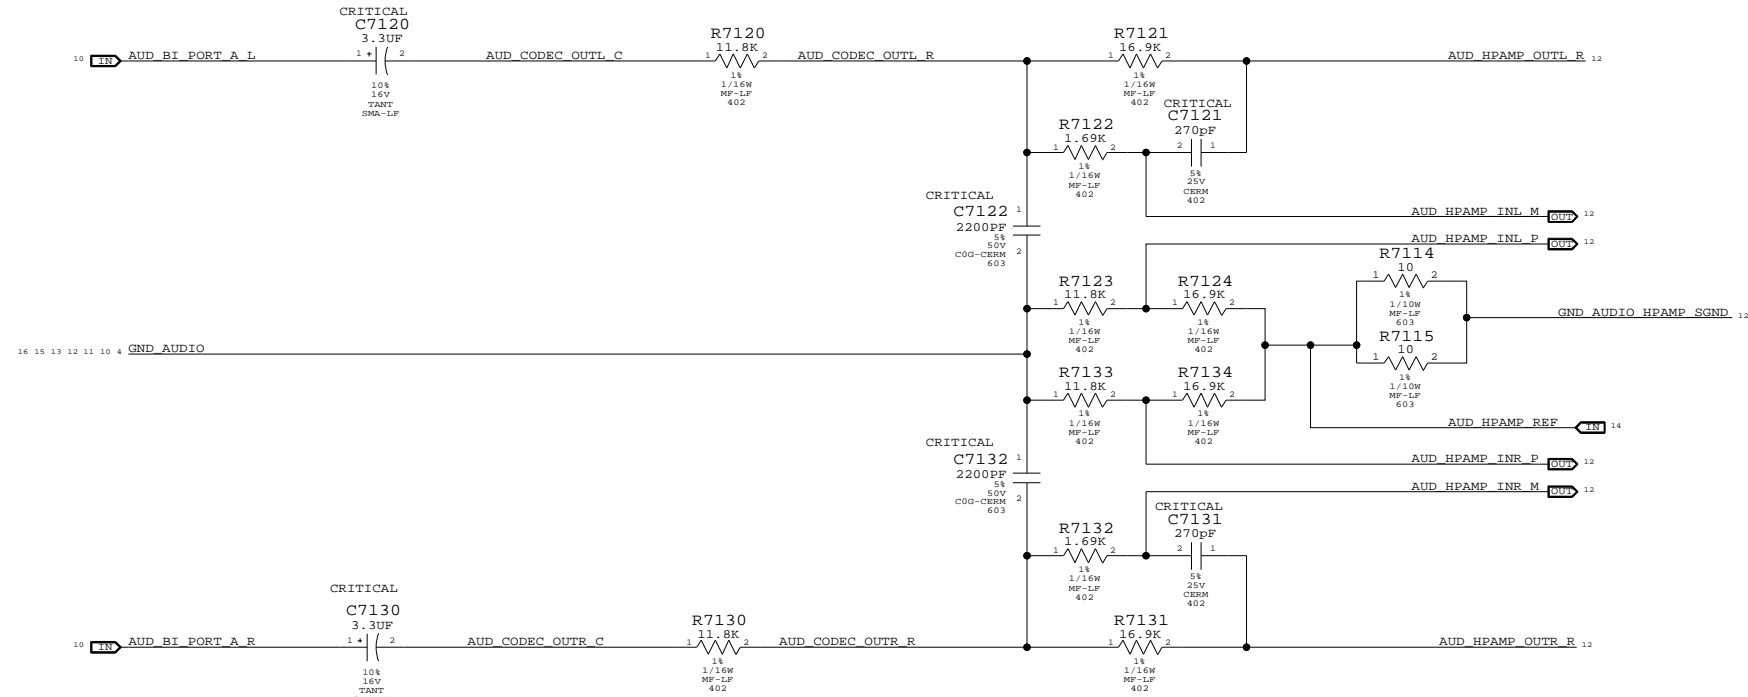 CRITICAL
C7120
3.3UF
1 + 2
10 IN AUD_BI_PORT_A_L
10%
16V
TANT
SMA-LF
AUD_CODEC_OUTL_C
R7120
11.8K
1 2
1%
1/16W
MF-LF
402
AUD_CODEC_OUTL_R
R7121
16.9K
1 2
1%
1/16W
MF-LF
402
AUD_HPAMP_OUTL_R 12
R7122
1.69K
1 2
1%
1/16W
MF-LF
402
CRITICAL
C7121
270pF
2 1
5%
25V
CERM
402
AUD_HPAMP_INL_M OUT 12
CRITICAL
C7122 1
2200PF
5%
50V
C0G-CERM 2
603
AUD_HPAMP_INL_P OUT 12
R7123
11.8K
1 2
1%
1/16W
MF-LF
402
R7124
16.9K
1 2
1%
1/16W
MF-LF
402
R7114
10
1 2
1%
1/10W
MF-LF
603
GND_AUDIO_HPAMP_SGND 12
R7115
10
1 2
1%
1/10W
MF-LF
603
16 15 13 12 11 10 4 GND_AUDIO
R7133
11.8K
1 2
1%
1/16W
MF-LF
402
R7134
16.9K
1 2
1%
1/16W
MF-LF
402
AUD_HPAMP_REF IN 14
CRITICAL
C7132 1
2200PF
5%
50V
C0G-CERM 2
603
AUD_HPAMP_INR_P OUT 12
AUD_HPAMP_INR_M OUT 12
R7132
1.69K
1 2
1%
1/16W
MF-LF
402
CRITICAL
C7131
270pF
2 1
5%
25V
CERM
402
CRITICAL
C7130
3.3UF
1 + 2
10 IN AUD_BI_PORT_A_R
10%
16V
TANT
AUD_CODEC_OUTR_C
R7130
11.8K
1 2
1%
1/16W
MF-LF
402
AUD_CODEC_OUTR_R
R7131
16.9K
1 2
1%
1/16W
MF-LF
402
AUD_HPAMP_OUTR_R 12